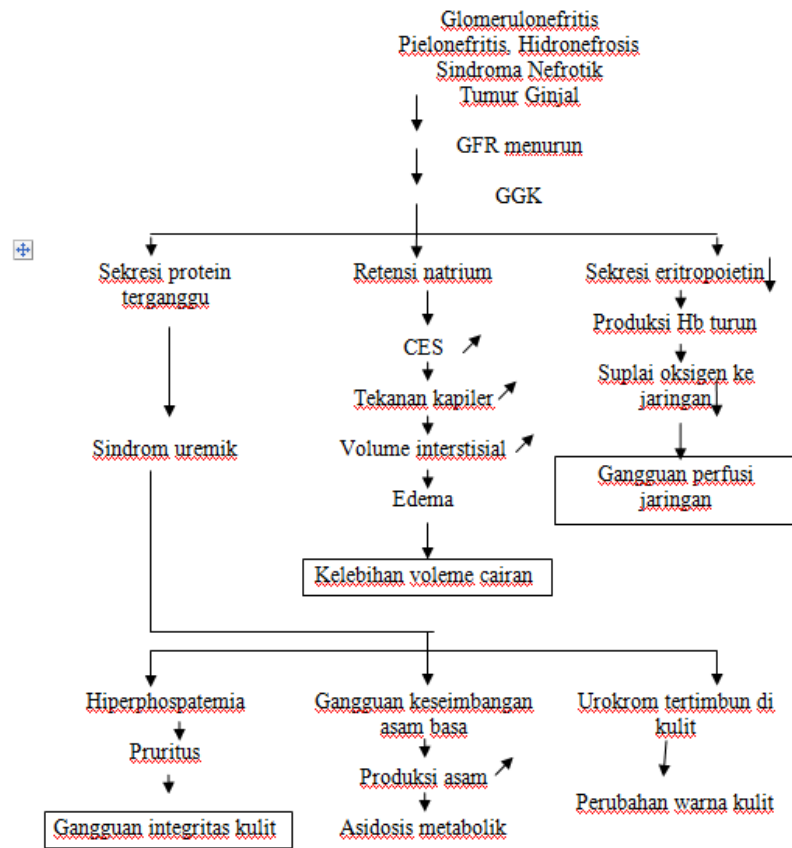 Glomerulonefritis
Pielonefritis, Hidronefrosis
Sindroma Nefrotik
Tumur Ginjal
GFR menurun
GGK
Sekresi protein
terganggu
Retensi natrium
Sekresi eritropoietin
Produksi Hb turun
CES
Suplai oksigen ke
jaringan
Tekanan kapiler
Sindrom uremik
Volume interstisial
Gangguan perfusi
jaringan
Edema
Kelebihan voleme cairan
Hiperphospatemia
Gangguan keseimbangan
asam basa
Urokrom tertimbun di
kulit
Pruritus
Produksi asam
Perubahan warna kulit
Gangguan integritas kulit
Asidosis metabolik